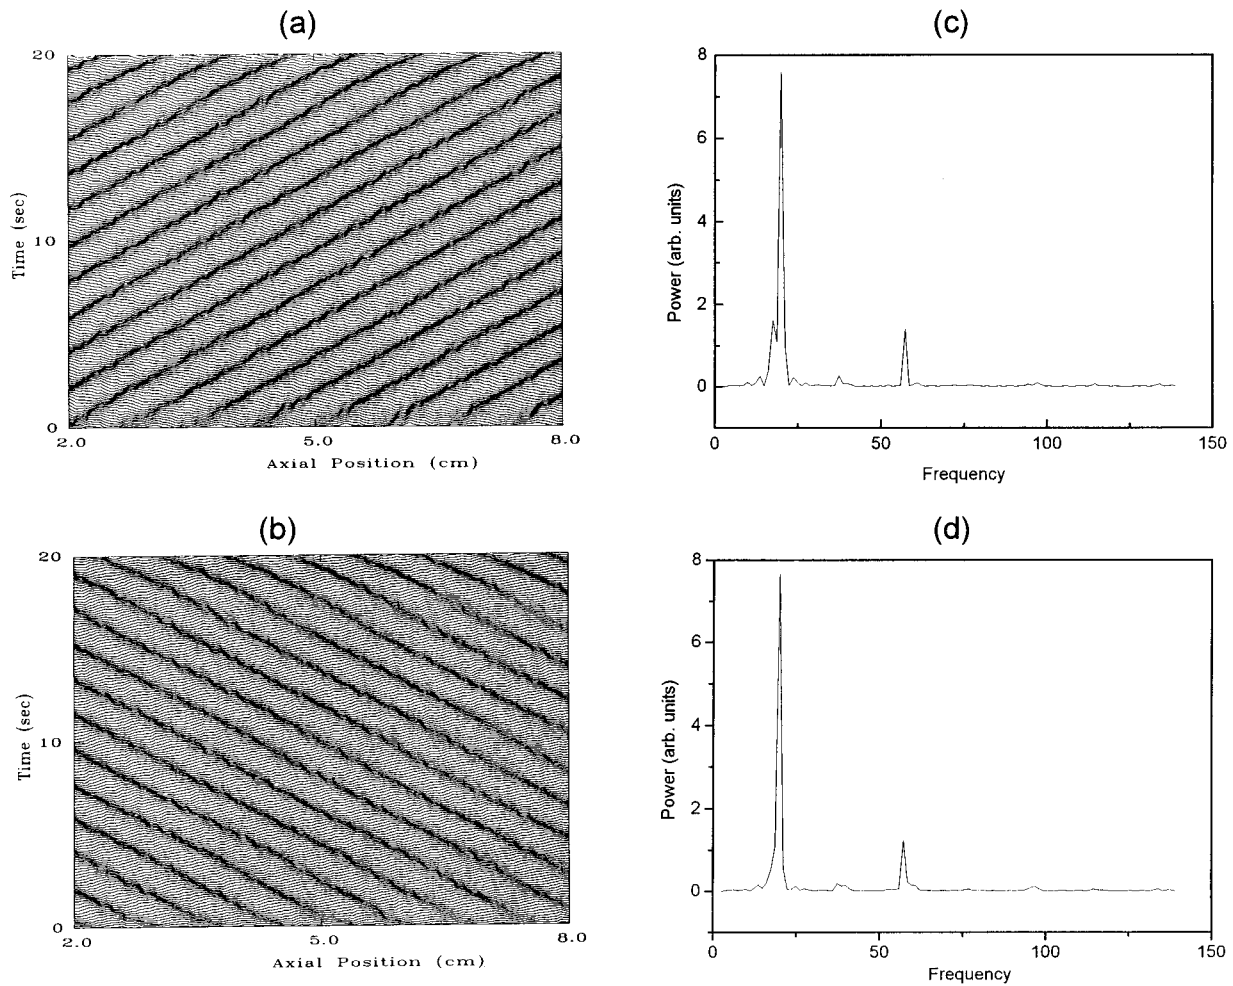 (a)
20
10
0
Time (sec)
2.0 5.0 8.0
Axial Position (cm)
(c)
8
6
4
2
0
Power (arb. units)
0 50 100 150
Frequency
(b)
20
10
0
Time (sec)
2.0 5.0 8.0
Axial Position (cm)
(d)
8
6
4
2
0
Power (arb. units)
0 50 100 150
Frequency